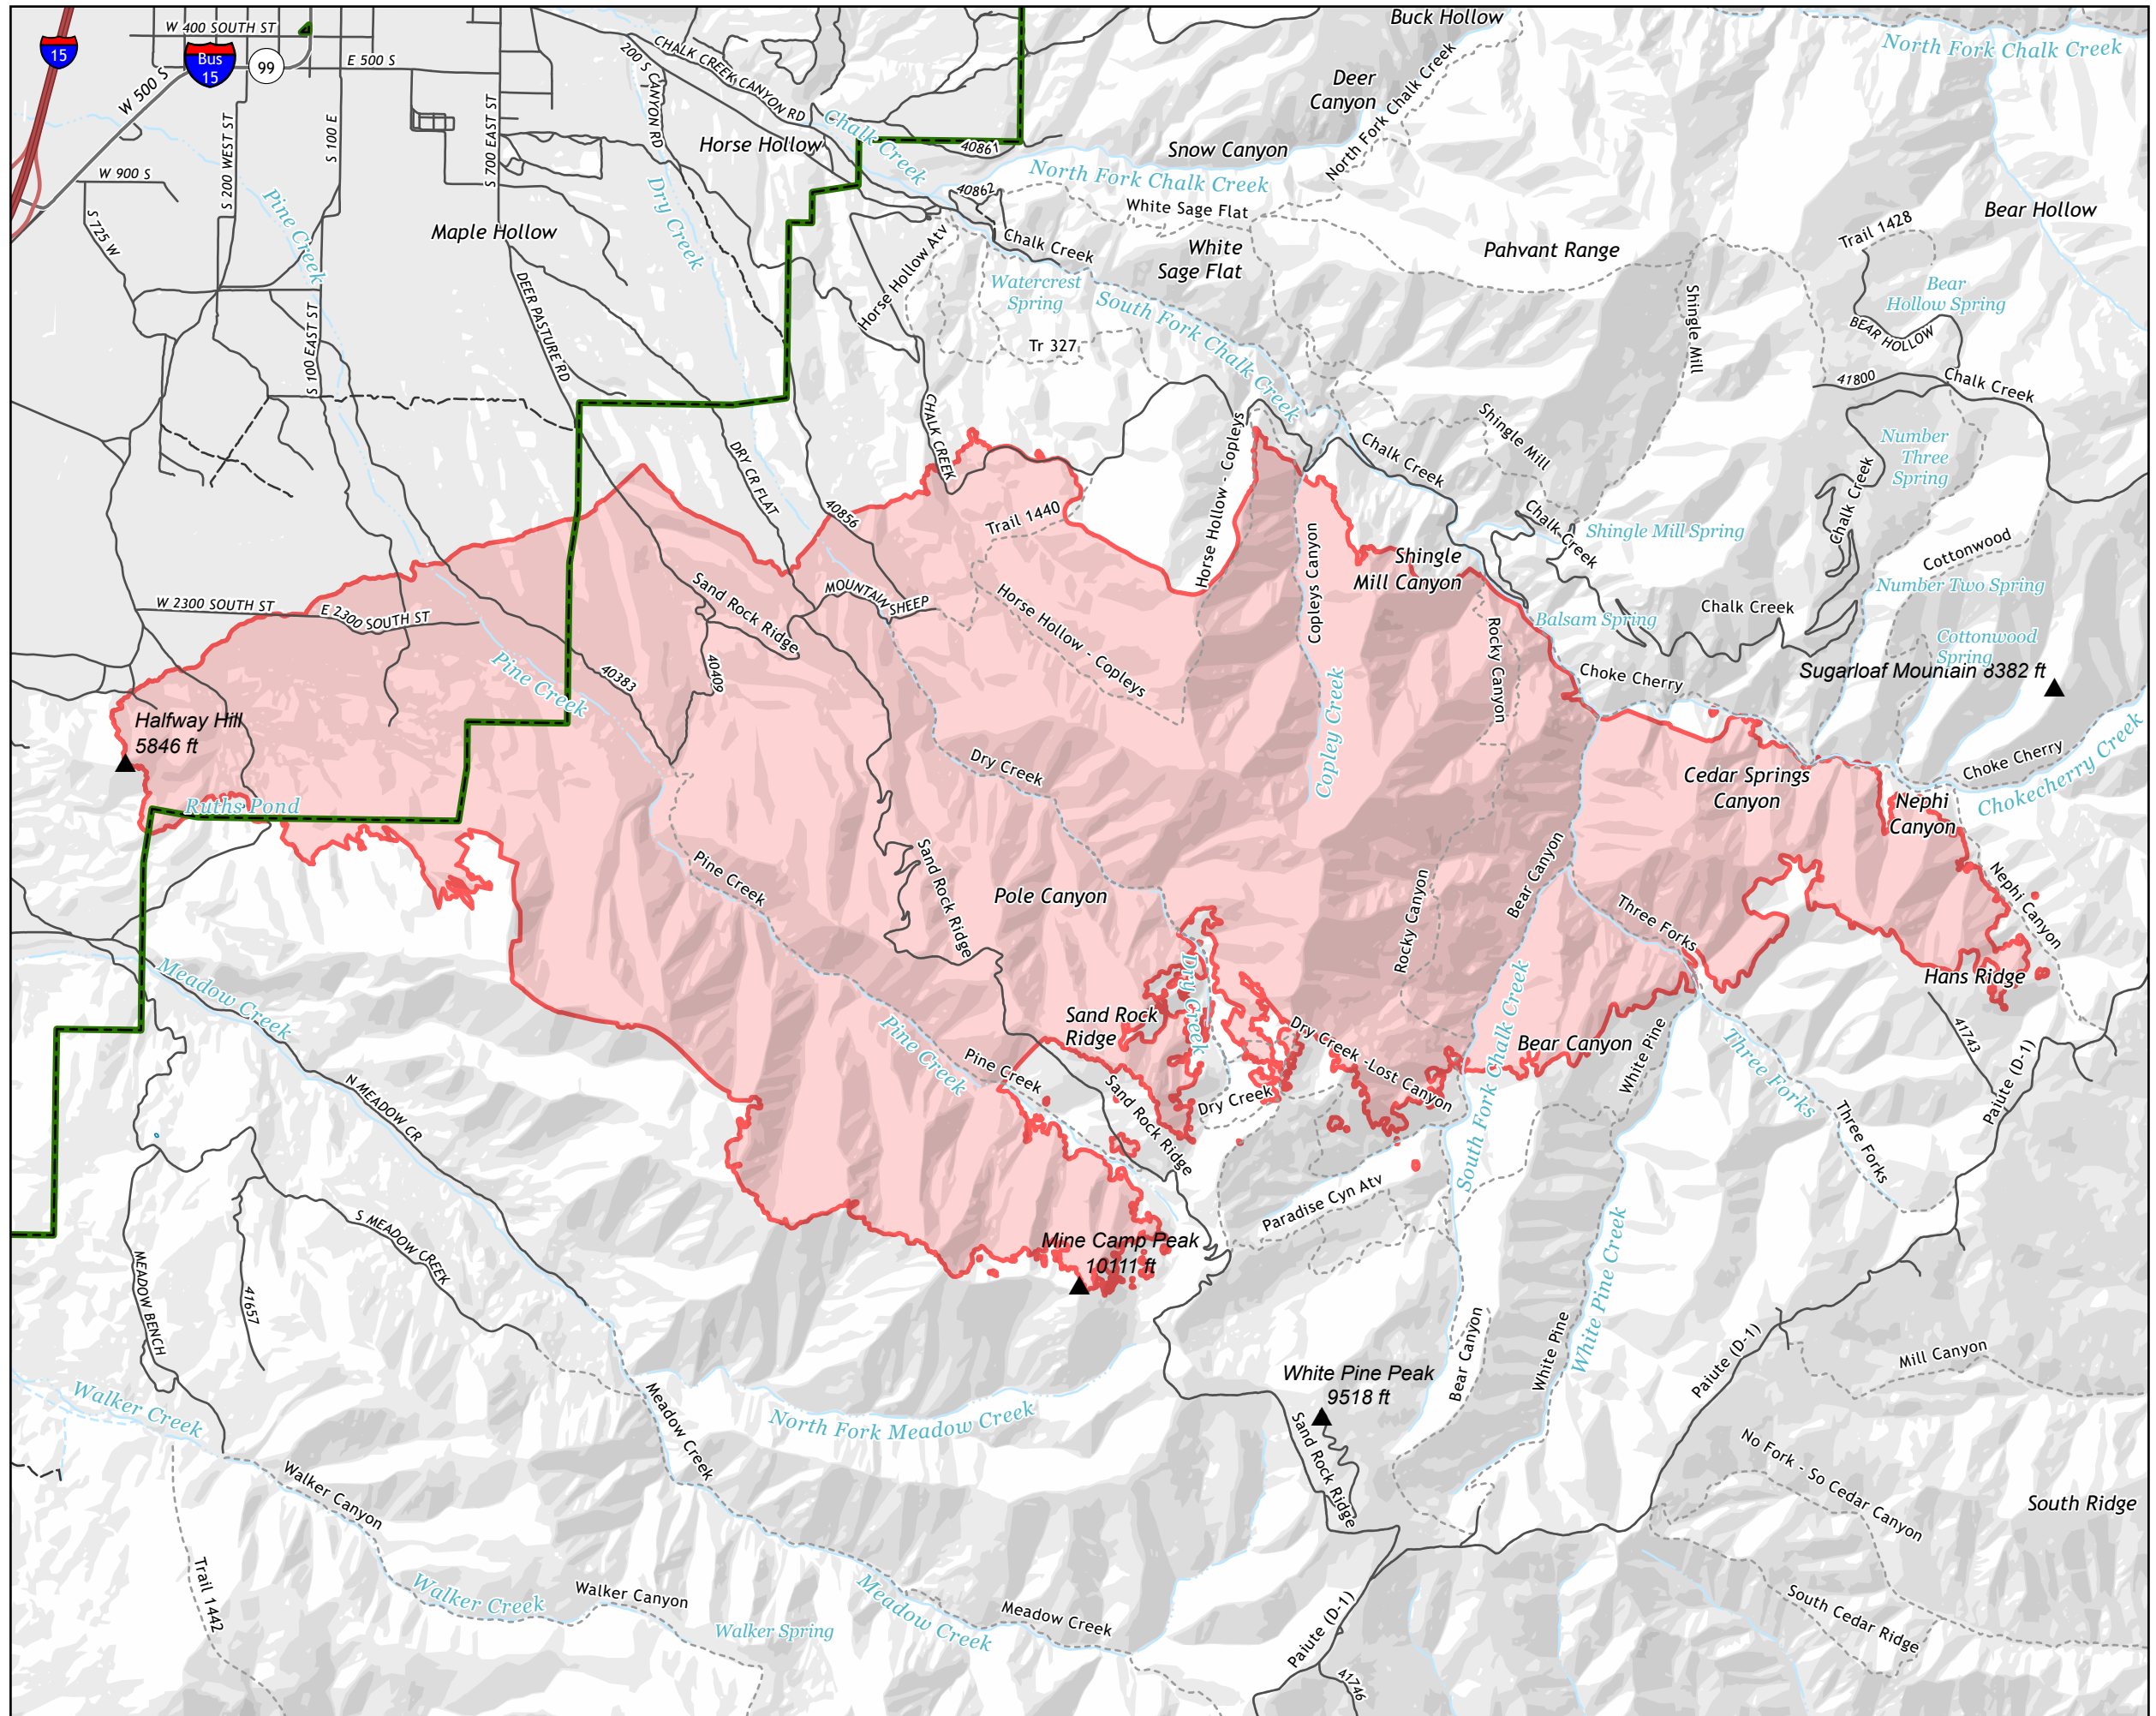 15
Bus
15
99
W 400 SOUTH ST
E 500 S
W 500 S
W 900 S
S 725 W
S 200 WEST ST
S 100 E
S 700 EAST ST
S 100 EAST ST
Pine Creek
200 S CANYON RD
CHALK CREEK CANYON RD
Horse Hollow
Chalk Creek
40861
40862
Dry Creek
Maple Hollow
DEER PASTURE RD
Buck Hollow
Deer
Canyon
North Fork Chalk Creek
Snow Canyon
North Fork Chalk Creek
White Sage Flat
White
Sage Flat
Pahvant Range
North Fork Chalk Creek
Bear Hollow
Trail 1428
Bear
Hollow Spring
BEAR HOLLOW
41800
Chalk Creek
Horse Hollow Atv
Chalk Creek
Watercrest
Spring
South Fork Chalk Creek
Tr 327
Shingle Mill
Shingle Mill
Number
Three
Spring
Chalk Creek
Cottonwood
Number Two Spring
Cottonwood
Spring
Sugarloaf Mountain 8382 ft
CHALK CREEK
DRY CR FLAT
40856
Trail 1440
Horse Hollow - Copleys
Copleys Canyon
Chalk Creek
Chalk Creek
Shingle Mill Spring
Shingle
Mill Canyon
Balsam Spring
Chalk Creek
Choke Cherry
Choke Cherry
Chokecherry Creek
W 2300 SOUTH ST
E 2300 SOUTH ST
Pine Creek
40383
40409
Sand Rock Ridge
MOUNTAIN SHEEP
Horse Hollow - Copleys
Copley Creek
Rocky Canyon
Halfway Hill
5846 ft
Ruths Pond
Dry Creek
Cedar Springs
Canyon
Nephi
Canyon
Nephi Canyon
Pine Creek
Sand Rock Ridge
Pole Canyon
Rocky Canyon
Bear Canyon
Three Forks
Hans Ridge
41743
Paiute (D-1)
Meadow Creek
Pine Creek
Pine Creek
Sand Rock
Ridge
Dry Creek
Dry Creek -Lost Canyon
Dry Creek
South Fork Chalk Creek
Bear Canyon
White Pine
Three Forks
Three Forks
Sand Rock Ridge
Paradise Cyn Atv
N MEADOW CR
S MEADOW CREEK
MEADOW BENCH
41657
Mine Camp Peak
10111 ft
White Pine Creek
White Pine
Bear Canyon
White Pine Peak
9518 ft
Sand Rock Ridge
Paiute (D-1)
Mill Canyon
No Fork - So Cedar Canyon
South Ridge
South Cedar Ridge
Walker Creek
Walker Canyon
Trail 1442
Walker Creek
Walker Canyon
Walker Spring
Meadow Creek
North Fork Meadow Creek
Meadow Creek
Meadow Creek
Paiute (D-1)
41746